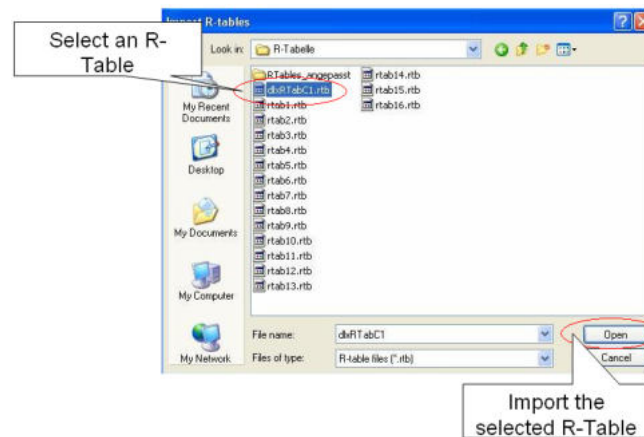 Import R-tables
Select an R-
Table
Look in:
R-Tabelle
RTables_angepasst
dlxRTabC1.rtb
rtab1.rtb
rtab2.rtb
rtab3.rtb
rtab4.rtb
rtab5.rtb
rtab6.rtb
rtab7.rtb
rtab8.rtb
rtab9.rtb
rtab10.rtb
rtab11.rtb
rtab12.rtb
rtab13.rtb
rtab14.rtb
rtab15.rtb
rtab16.rtb
My Recent
Documents
Desktop
My Documents
My Computer
My Network
File name:
dlxRTabC1
Open
Files of type:
R-table files (*.rtb)
Cancel
Import the
selected R-Table